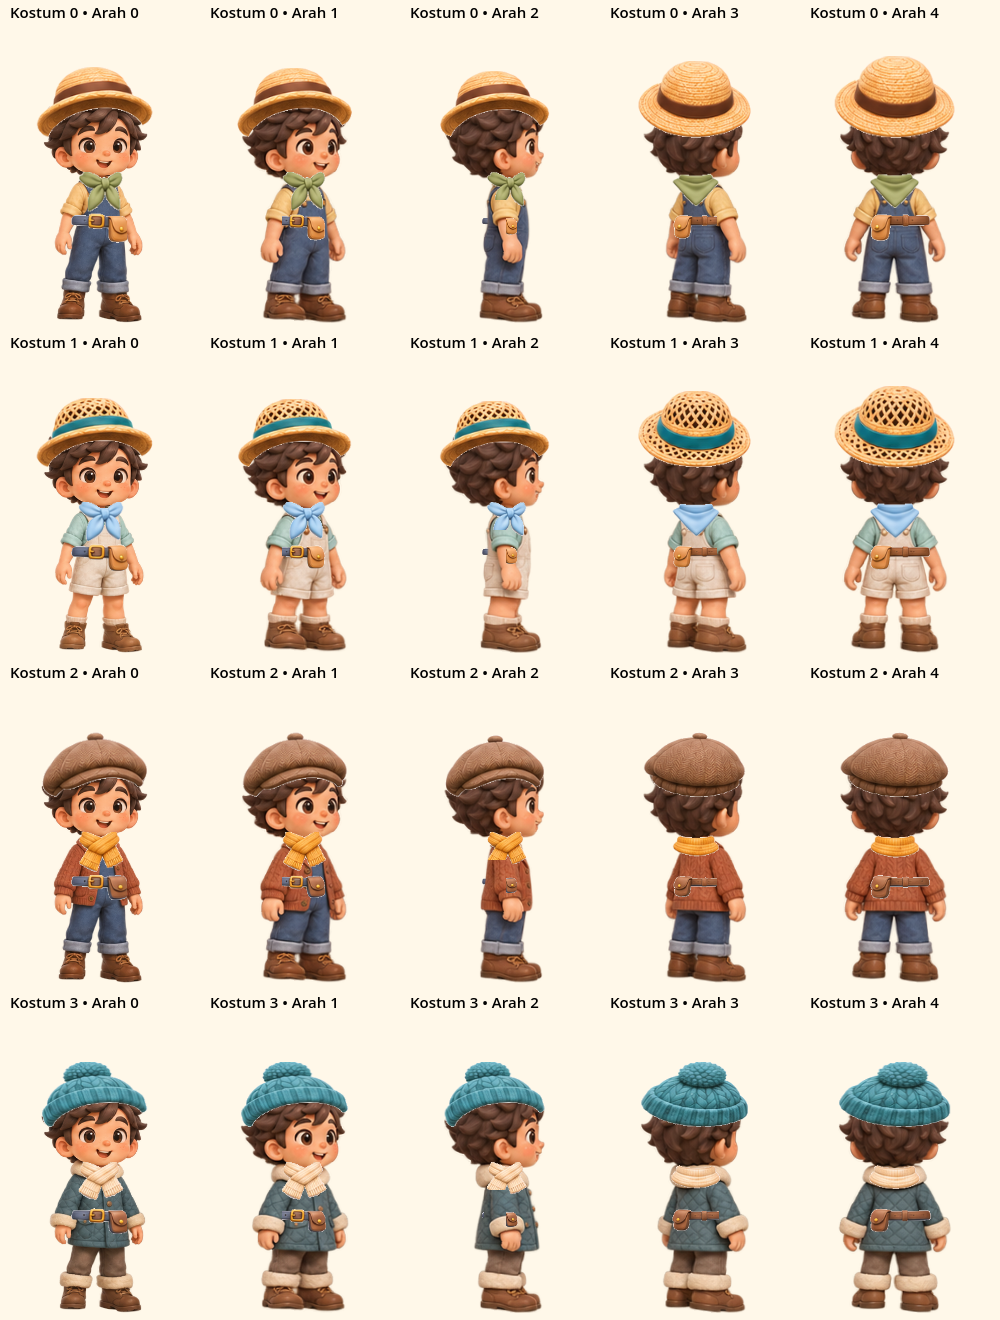 Kostum 0 • Arah 0
Kostum 0 • Arah 1
Kostum 0 • Arah 2
Kostum 0 • Arah 3
Kostum 0 • Arah 4
Kostum 1 • Arah 0
Kostum 1 • Arah 1
Kostum 1 • Arah 2
Kostum 1 • Arah 3
Kostum 1 • Arah 4
Kostum 2 • Arah 0
Kostum 2 • Arah 1
Kostum 2 • Arah 2
Kostum 2 • Arah 3
Kostum 2 • Arah 4
Kostum 3 • Arah 0
Kostum 3 • Arah 1
Kostum 3 • Arah 2
Kostum 3 • Arah 3
Kostum 3 • Arah 4